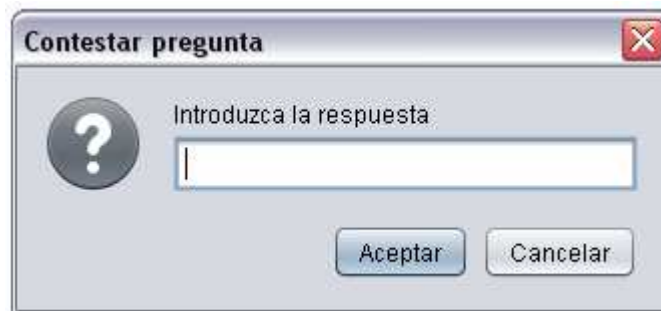 Contestar pregunta
Introduzca la respuesta
Aceptar Cancelar